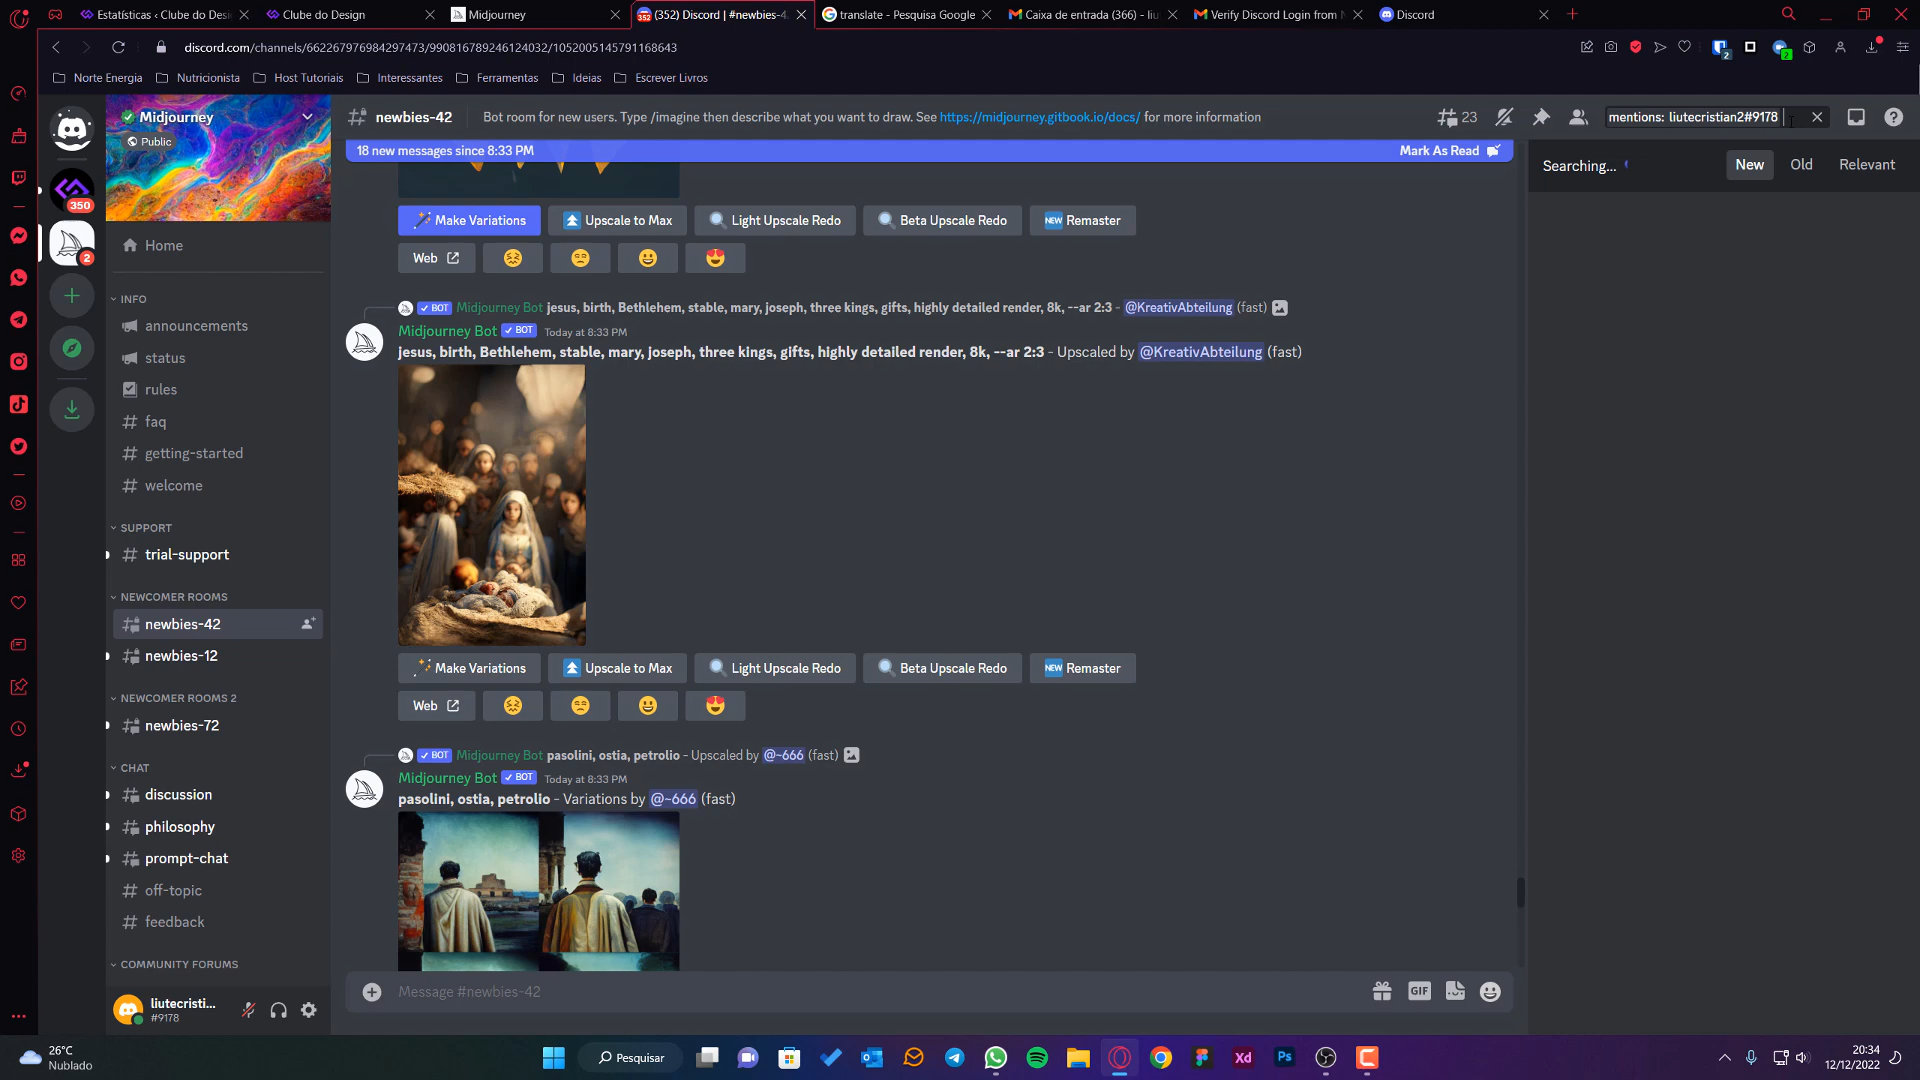 Estatísticas ‹ Clube do Desi
Clube do Design
Midjourney
(352) Discord | #newbies-4
translate - Pesquisa Google
Caixa de entrada (366) - liu
Verify Discord Login from N
Discord
discord.com/channels/662267976984297473/990816789246124032/1052005145791168643
Norte Energia
Nutricionista
Host Tutoriais
Interessantes
Ferramentas
Ideias
Escrever Livros
2
2
Midjourney
Public
newbies-42
Bot room for new users. Type /imagine then describe what you want to draw. See https://midjourney.gitbook.io/docs/ for more information
23
mentions: liutecristian2#9178
18 new messages since 8:33 PM
Mark As Read
Searching...
New
Old
Relevant
350
2
Home
INFO
announcements
status
rules
faq
getting-started
welcome
SUPPORT
trial-support
NEWCOMER ROOMS
newbies-42
newbies-12
NEWCOMER ROOMS 2
newbies-72
CHAT
discussion
philosophy
prompt-chat
off-topic
feedback
COMMUNITY FORUMS
liutecristi...
#9178
Make Variations
Upscale to Max
Light Upscale Redo
Beta Upscale Redo
NEW Remaster
Web
BOT Midjourney Bot jesus, birth, Bethlehem, stable, mary, joseph, three kings, gifts, highly detailed render, 8k, --ar 2:3 - @KreativAbteilung (fast)
Midjourney Bot BOT Today at 8:33 PM
jesus, birth, Bethlehem, stable, mary, joseph, three kings, gifts, highly detailed render, 8k, --ar 2:3 - Upscaled by @KreativAbteilung (fast)
Make Variations
Upscale to Max
Light Upscale Redo
Beta Upscale Redo
NEW Remaster
Web
BOT Midjourney Bot pasolini, ostia, petrolio - Upscaled by @~666 (fast)
Midjourney Bot BOT Today at 8:33 PM
pasolini, ostia, petrolio - Variations by @~666 (fast)
Message #newbies-42
GIF
26°C
Nublado
Pesquisar
Xd
Ps
20:34
12/12/2022